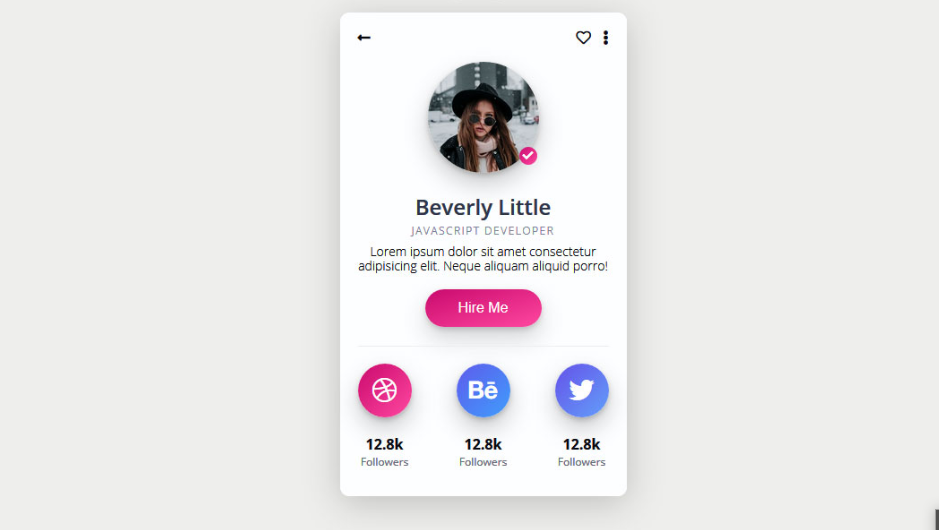 Beverly Little
JAVASCRIPT DEVELOPER
Lorem ipsum dolor sit amet consectetur
adipisicing elit. Neque aliquam aliquid porro!
Hire Me
Bē
12.8k 12.8k 12.8k
Followers Followers Followers